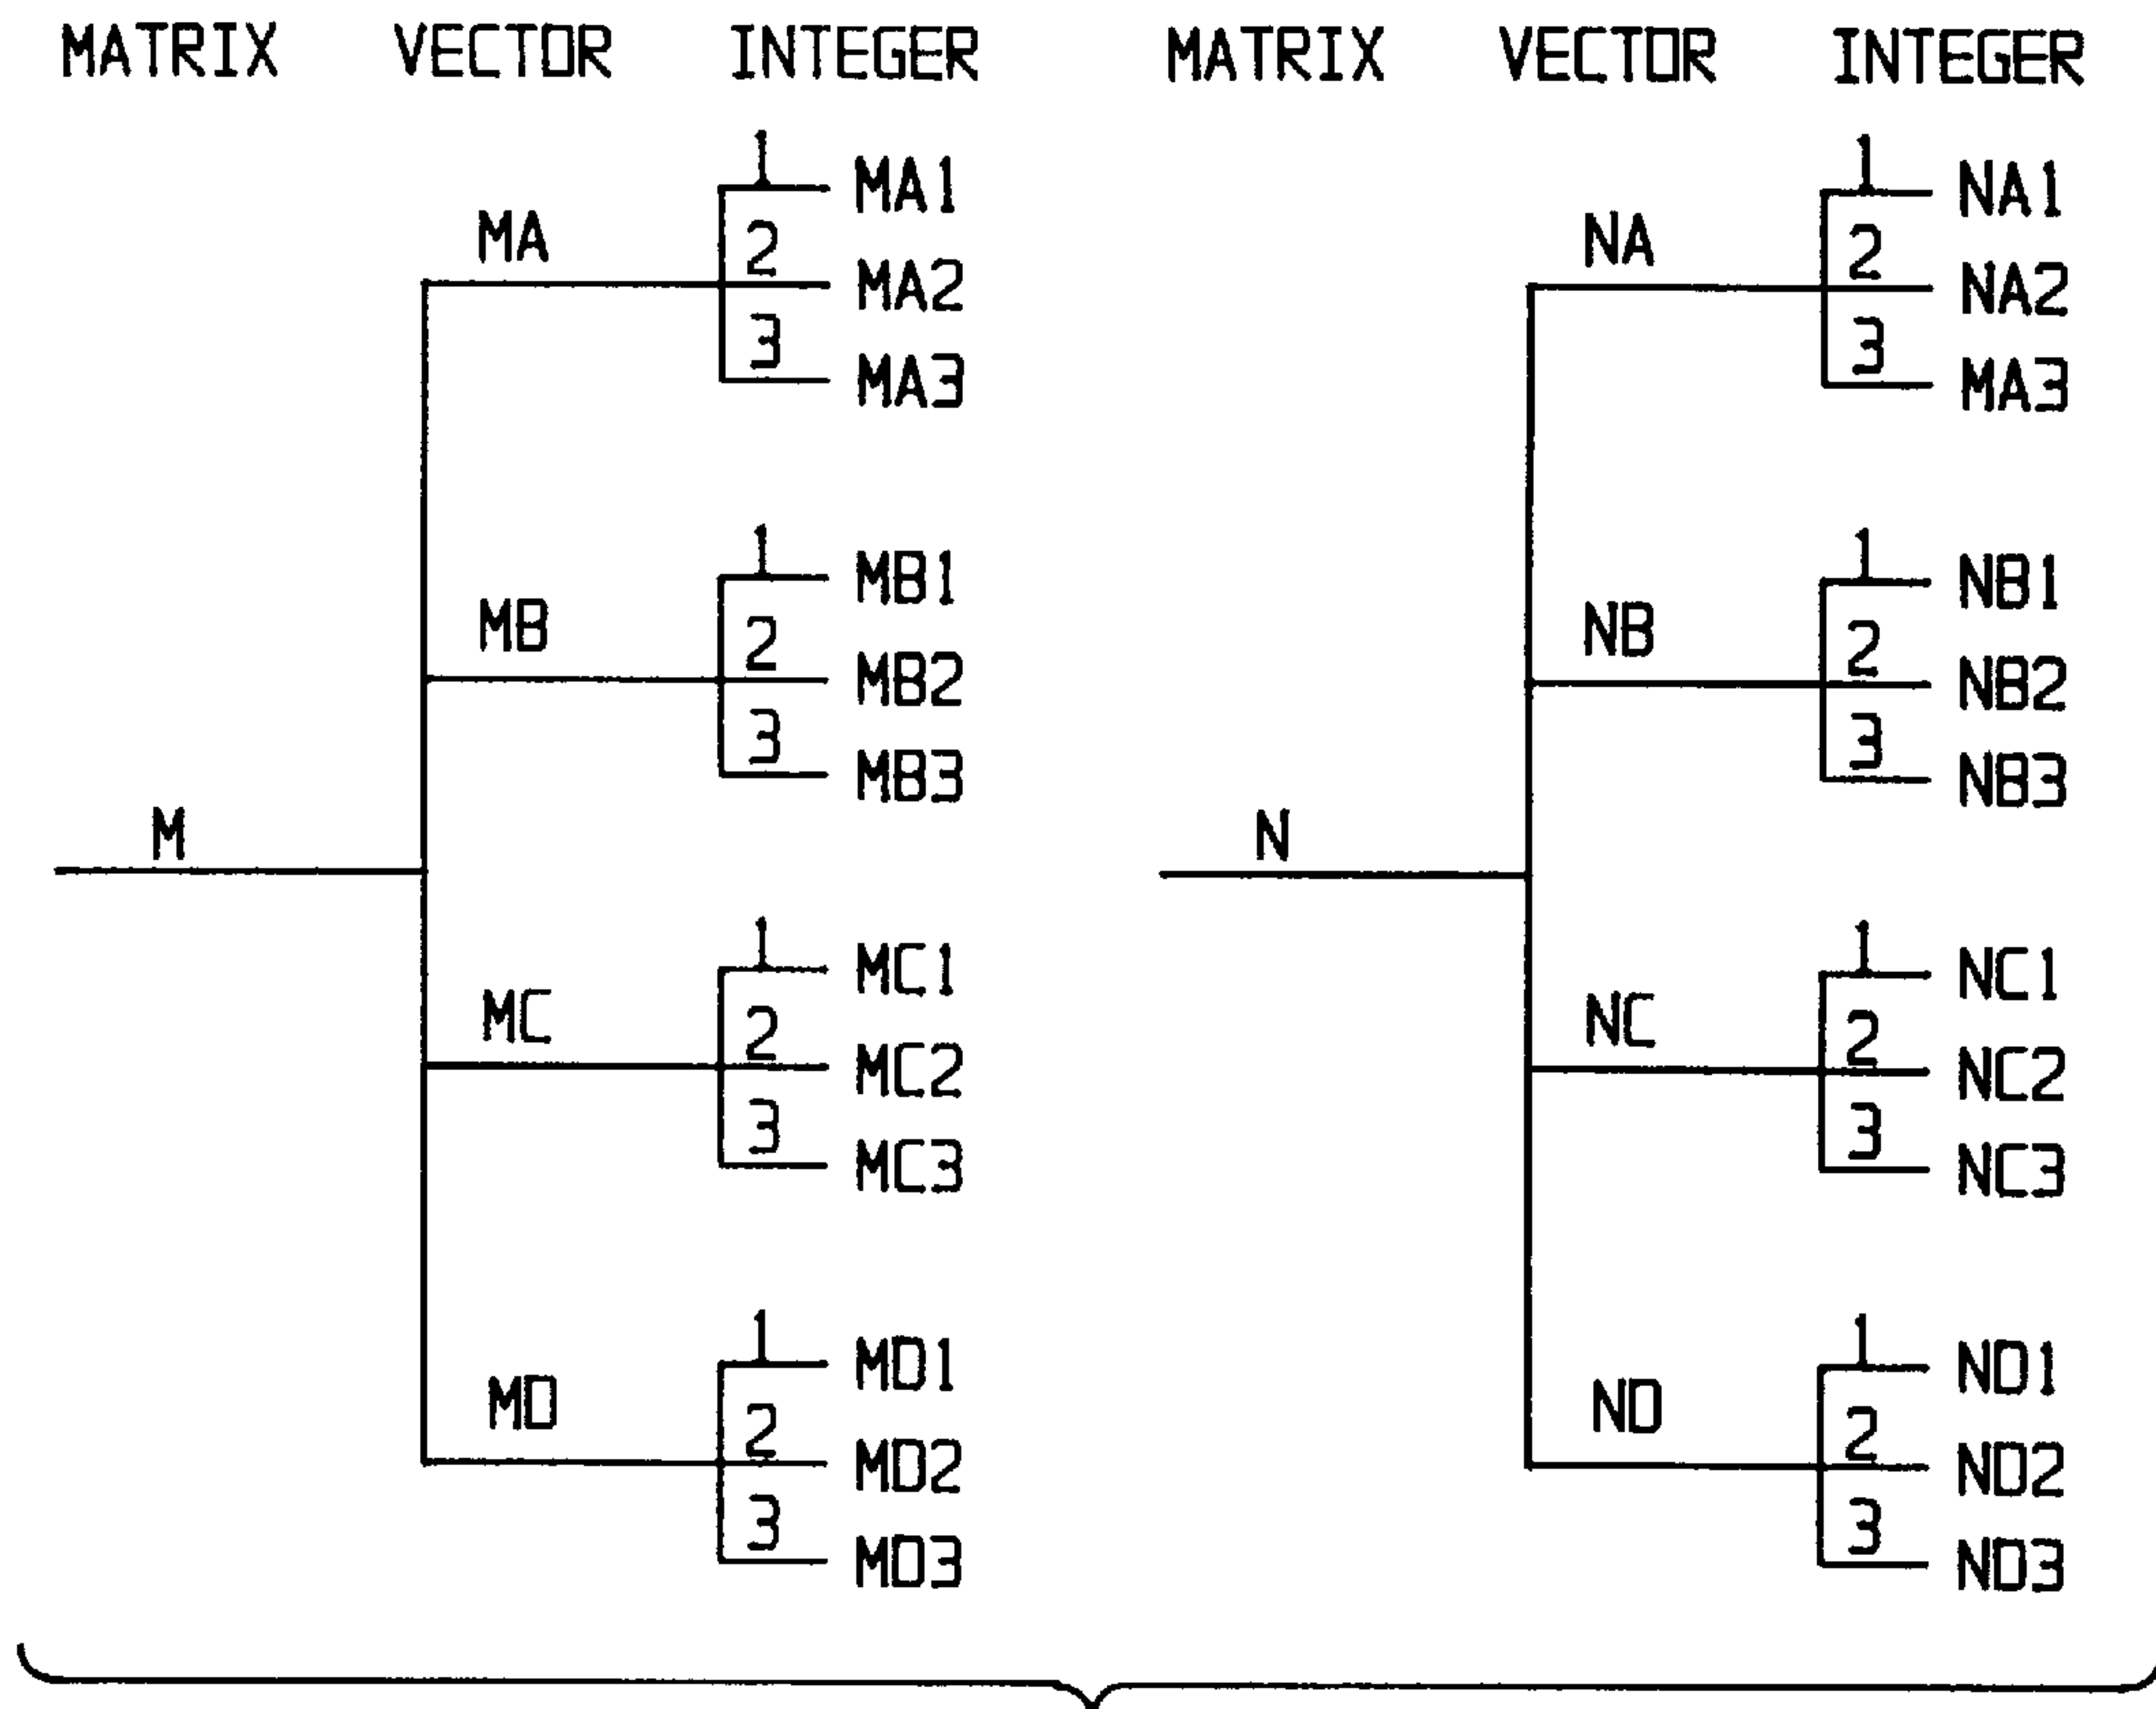 MATRIX VECTOR INTEGER MATRIX VECTOR INTEGER
1 MA1 1 NA1
MA 2 MA2 NA 2 NA2
3 MA3 3 MA3
1 MB1 1 NB1
MB 2 MB2 NB 2 NB2
3 MB3 3 NB3
M N
1 MC1 1 NC1
MC 2 MC2 NC 2 NC2
3 MC3 3 NC3
1 MD1 1 ND1
MD 2 MD2 ND 2 ND2
3 MD3 3 ND3